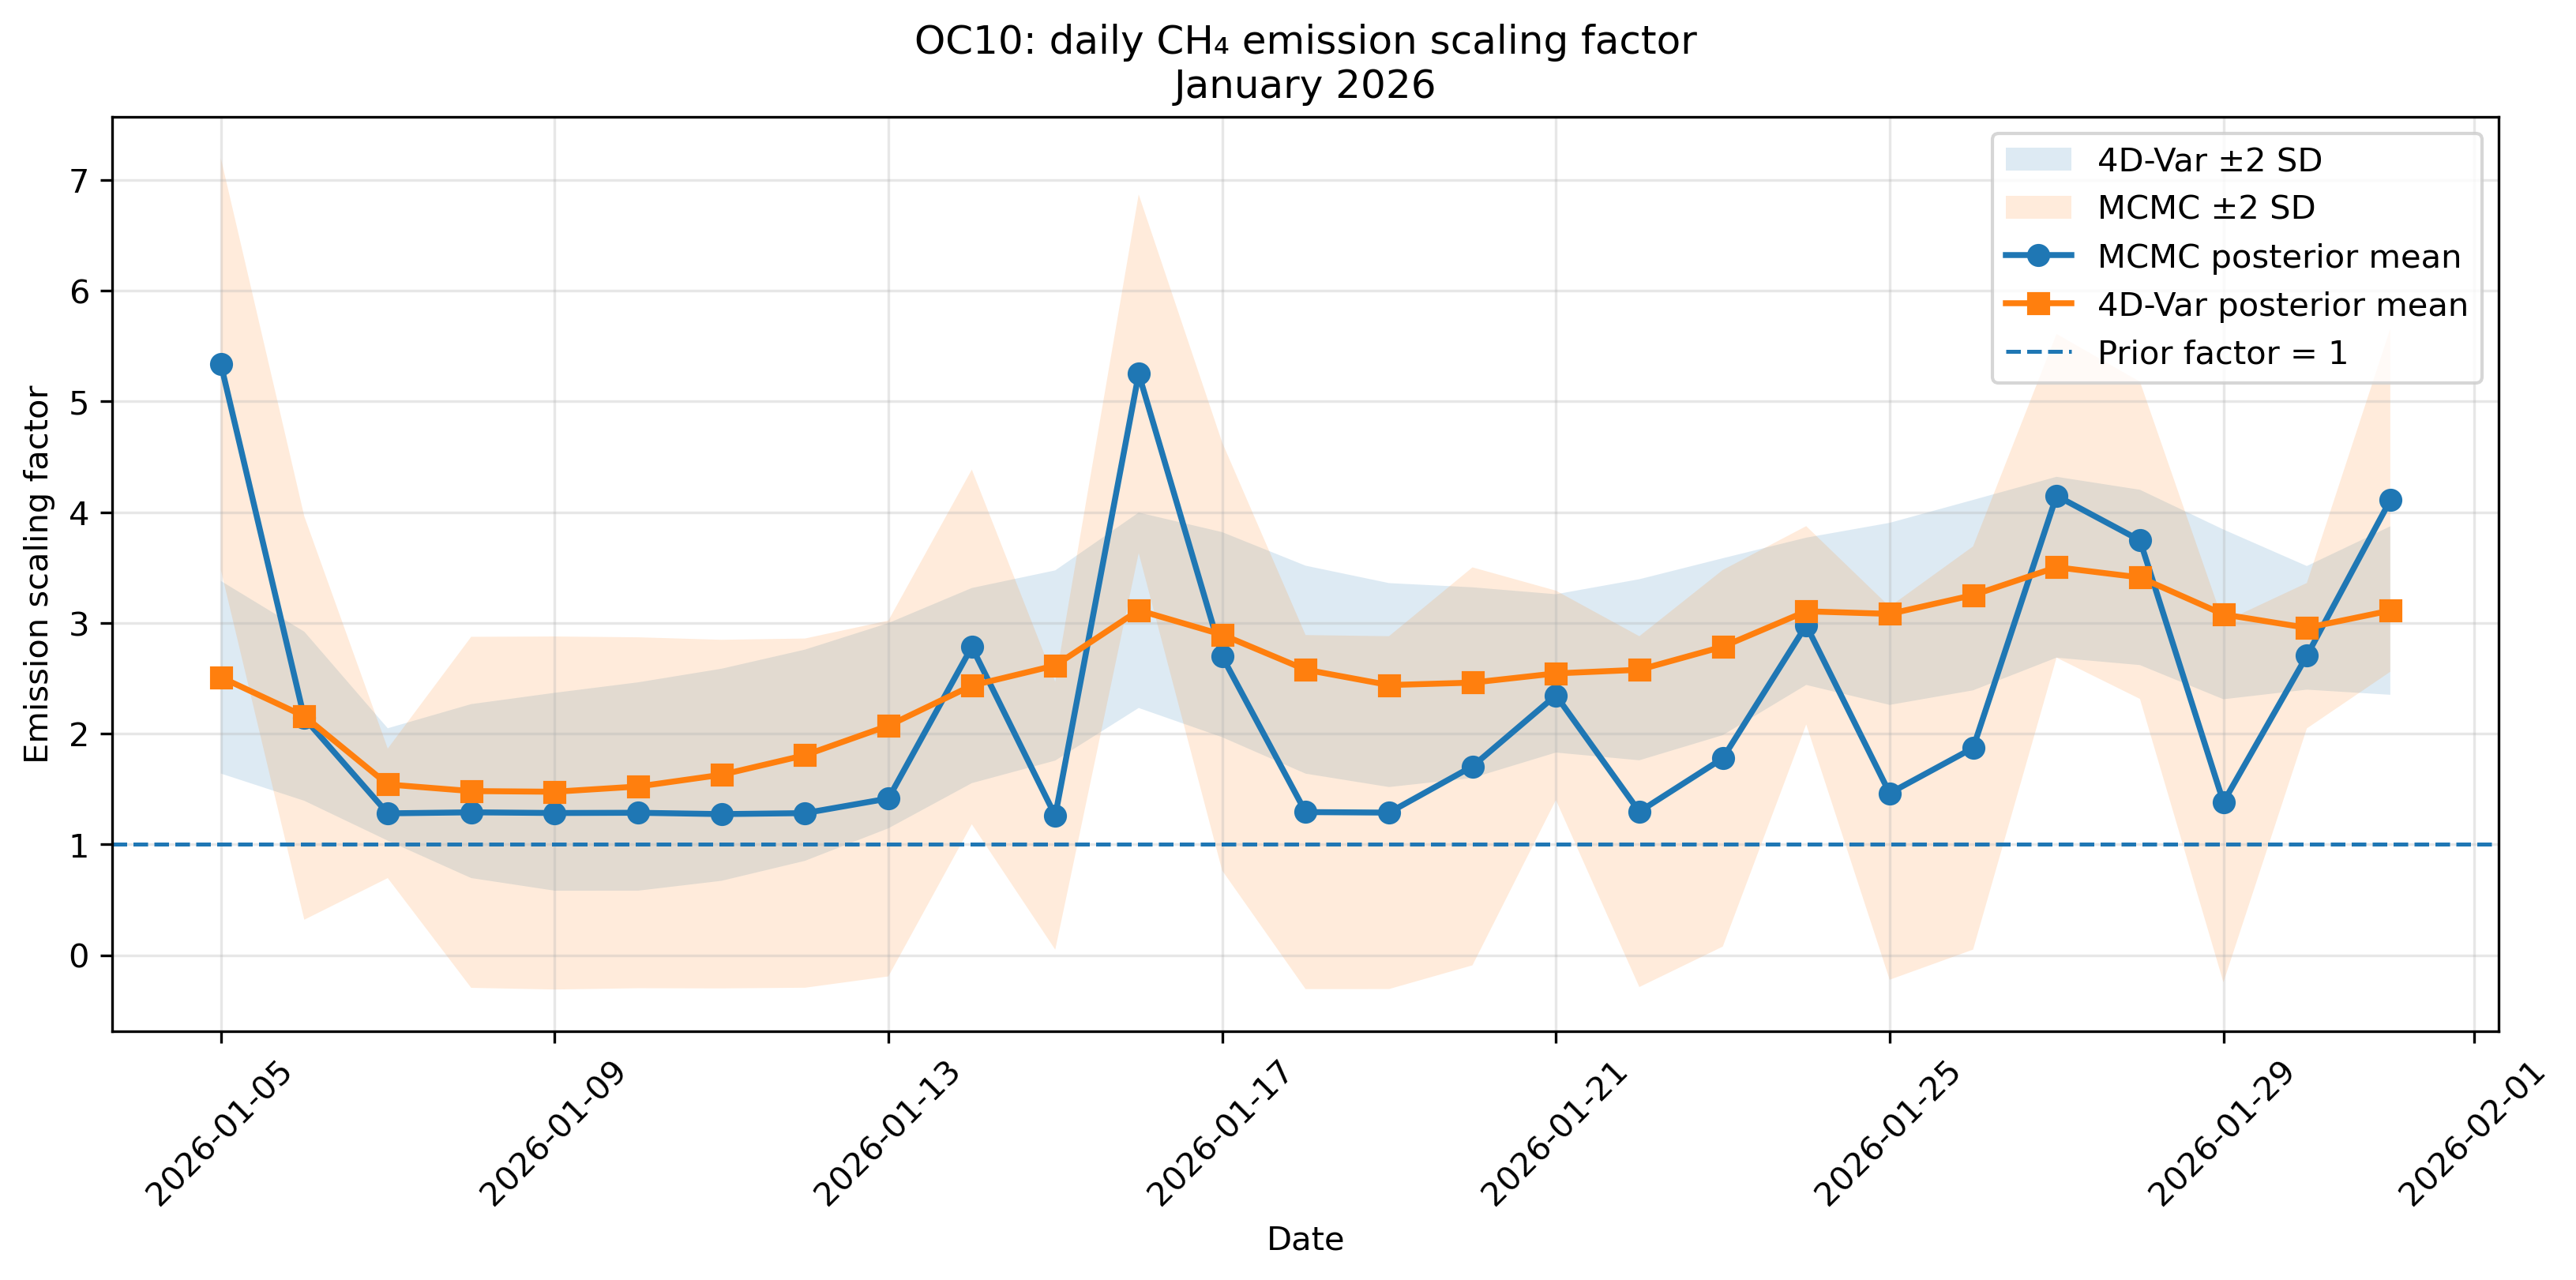 OC10: daily CH₄ emission scaling factor
January 2026
Emission scaling factor
7
6
5
4
3
2
1
0
4D-Var ±2 SD
MCMC ±2 SD
MCMC posterior mean
4D-Var posterior mean
Prior factor = 1
2026-01-05
2026-01-09
2026-01-13
2026-01-17
2026-01-21
2026-01-25
2026-01-29
2026-02-01
Date